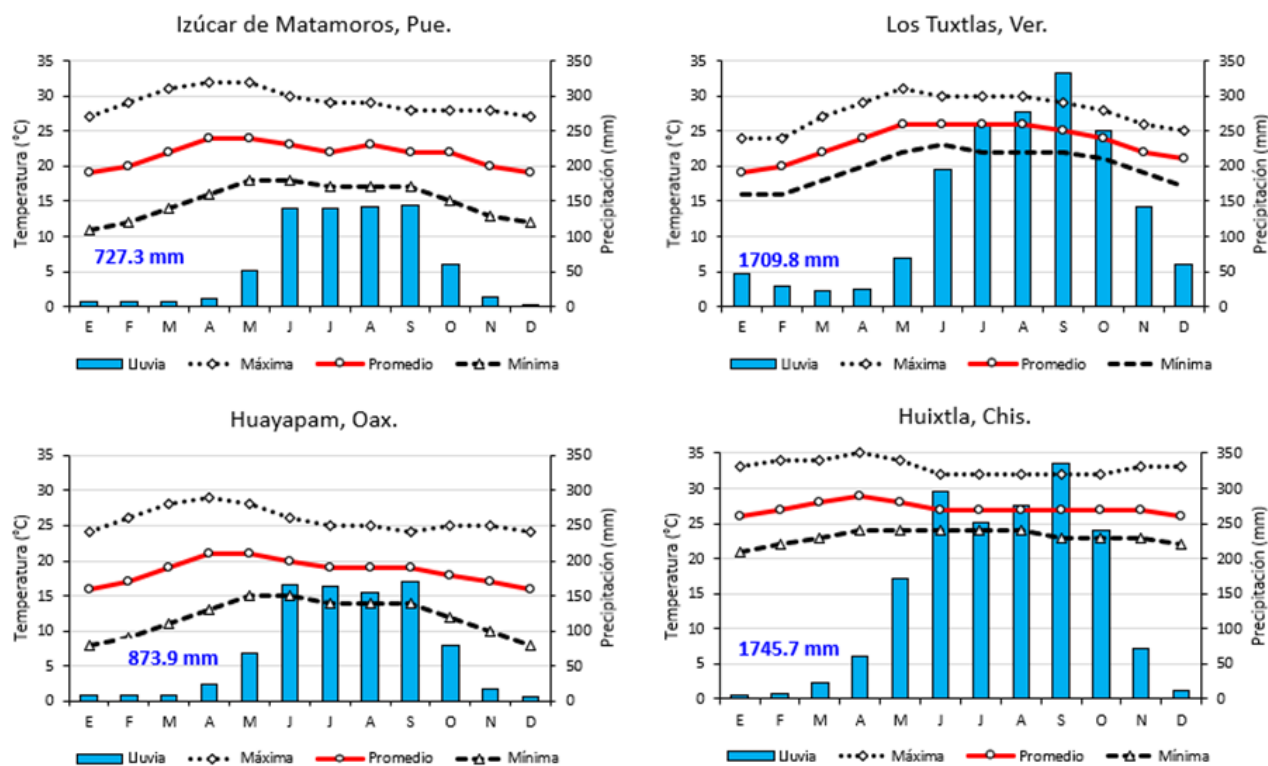 Izúcar de Matamoros, Pue.
35
30
25
20
15
10
5
0
Temperatura (°C)
350
300
250
200
150
100
50
0
Precipitación (mm)
727.3 mm
E F M A M J J A S O N D
Lluvia Máxima Promedio Mínima
Los Tuxtlas, Ver.
35
30
25
20
15
10
5
0
Temperatura (°C)
350
300
250
200
150
100
50
0
Precipitación (mm)
1709.8 mm
E F M A M J J A S O N D
Lluvia Máxima Promedio Mínima
Huayapam, Oax.
35
30
25
20
15
10
5
0
Temperatura (°C)
350
300
250
200
150
100
50
0
Precipitación (mm)
873.9 mm
E F M A M J J A S O N D
Lluvia Máxima Promedio Mínima
Huixtla, Chis.
35
30
25
20
15
10
5
0
Temperatura (°C)
350
300
250
200
150
100
50
0
Precipitación (mm)
1745.7 mm
E F M A M J J A S O N D
Lluvia Máxima Promedio Mínima